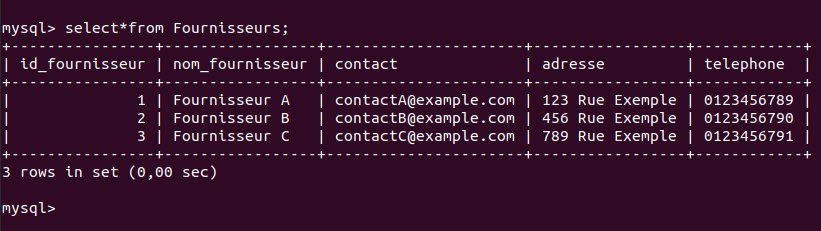 mysql> select*from Fournisseurs;
+----------------+-----------------+----------------------+-----------------+------------+
| id_fournisseur | nom_fournisseur | contact              | adresse         | telephone  |
+----------------+-----------------+----------------------+-----------------+------------+
|              1 | Fournisseur A   | contactA@example.com | 123 Rue Exemple | 0123456789 |
|              2 | Fournisseur B   | contactB@example.com | 456 Rue Exemple | 0123456790 |
|              3 | Fournisseur C   | contactC@example.com | 789 Rue Exemple | 0123456791 |
+----------------+-----------------+----------------------+-----------------+------------+
3 rows in set (0,00 sec)
mysql>